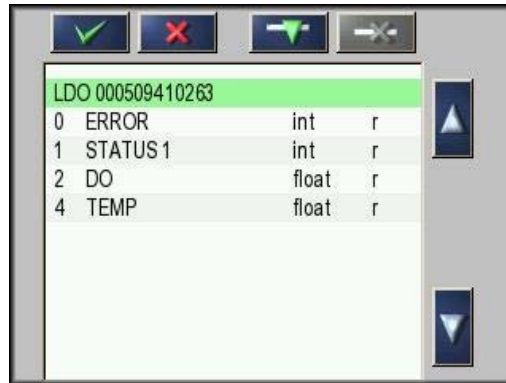 LDO 000509410263
0 ERROR int r
1 STATUS 1 int r
2 DO float r
4 TEMP float r